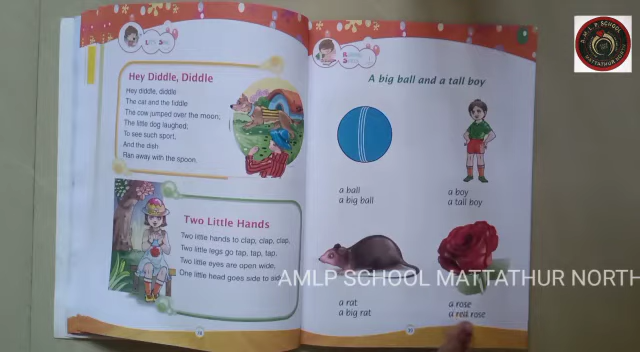 Hey Diddle, Diddle
Hey diddle, diddle
The cat and the fiddle
The cow jumped over the moon,
The little dog laughed,
To see such sport,
And the dish
Ran away with the spoon.
Two Little Hands
Two little hands to clap, clap, clap,
Two little legs go tap, tap, tap,
Two little eyes are open wide,
One little head goes side to side
A big ball and a tall boy
a ball
a big ball
a boy
a tall boy
a rat
a big rat
a rose
a red rose
A.M.L.P. SCHOOL
MATTATHUR NORTH
AMLP SCHOOL MATTATHUR NORTH